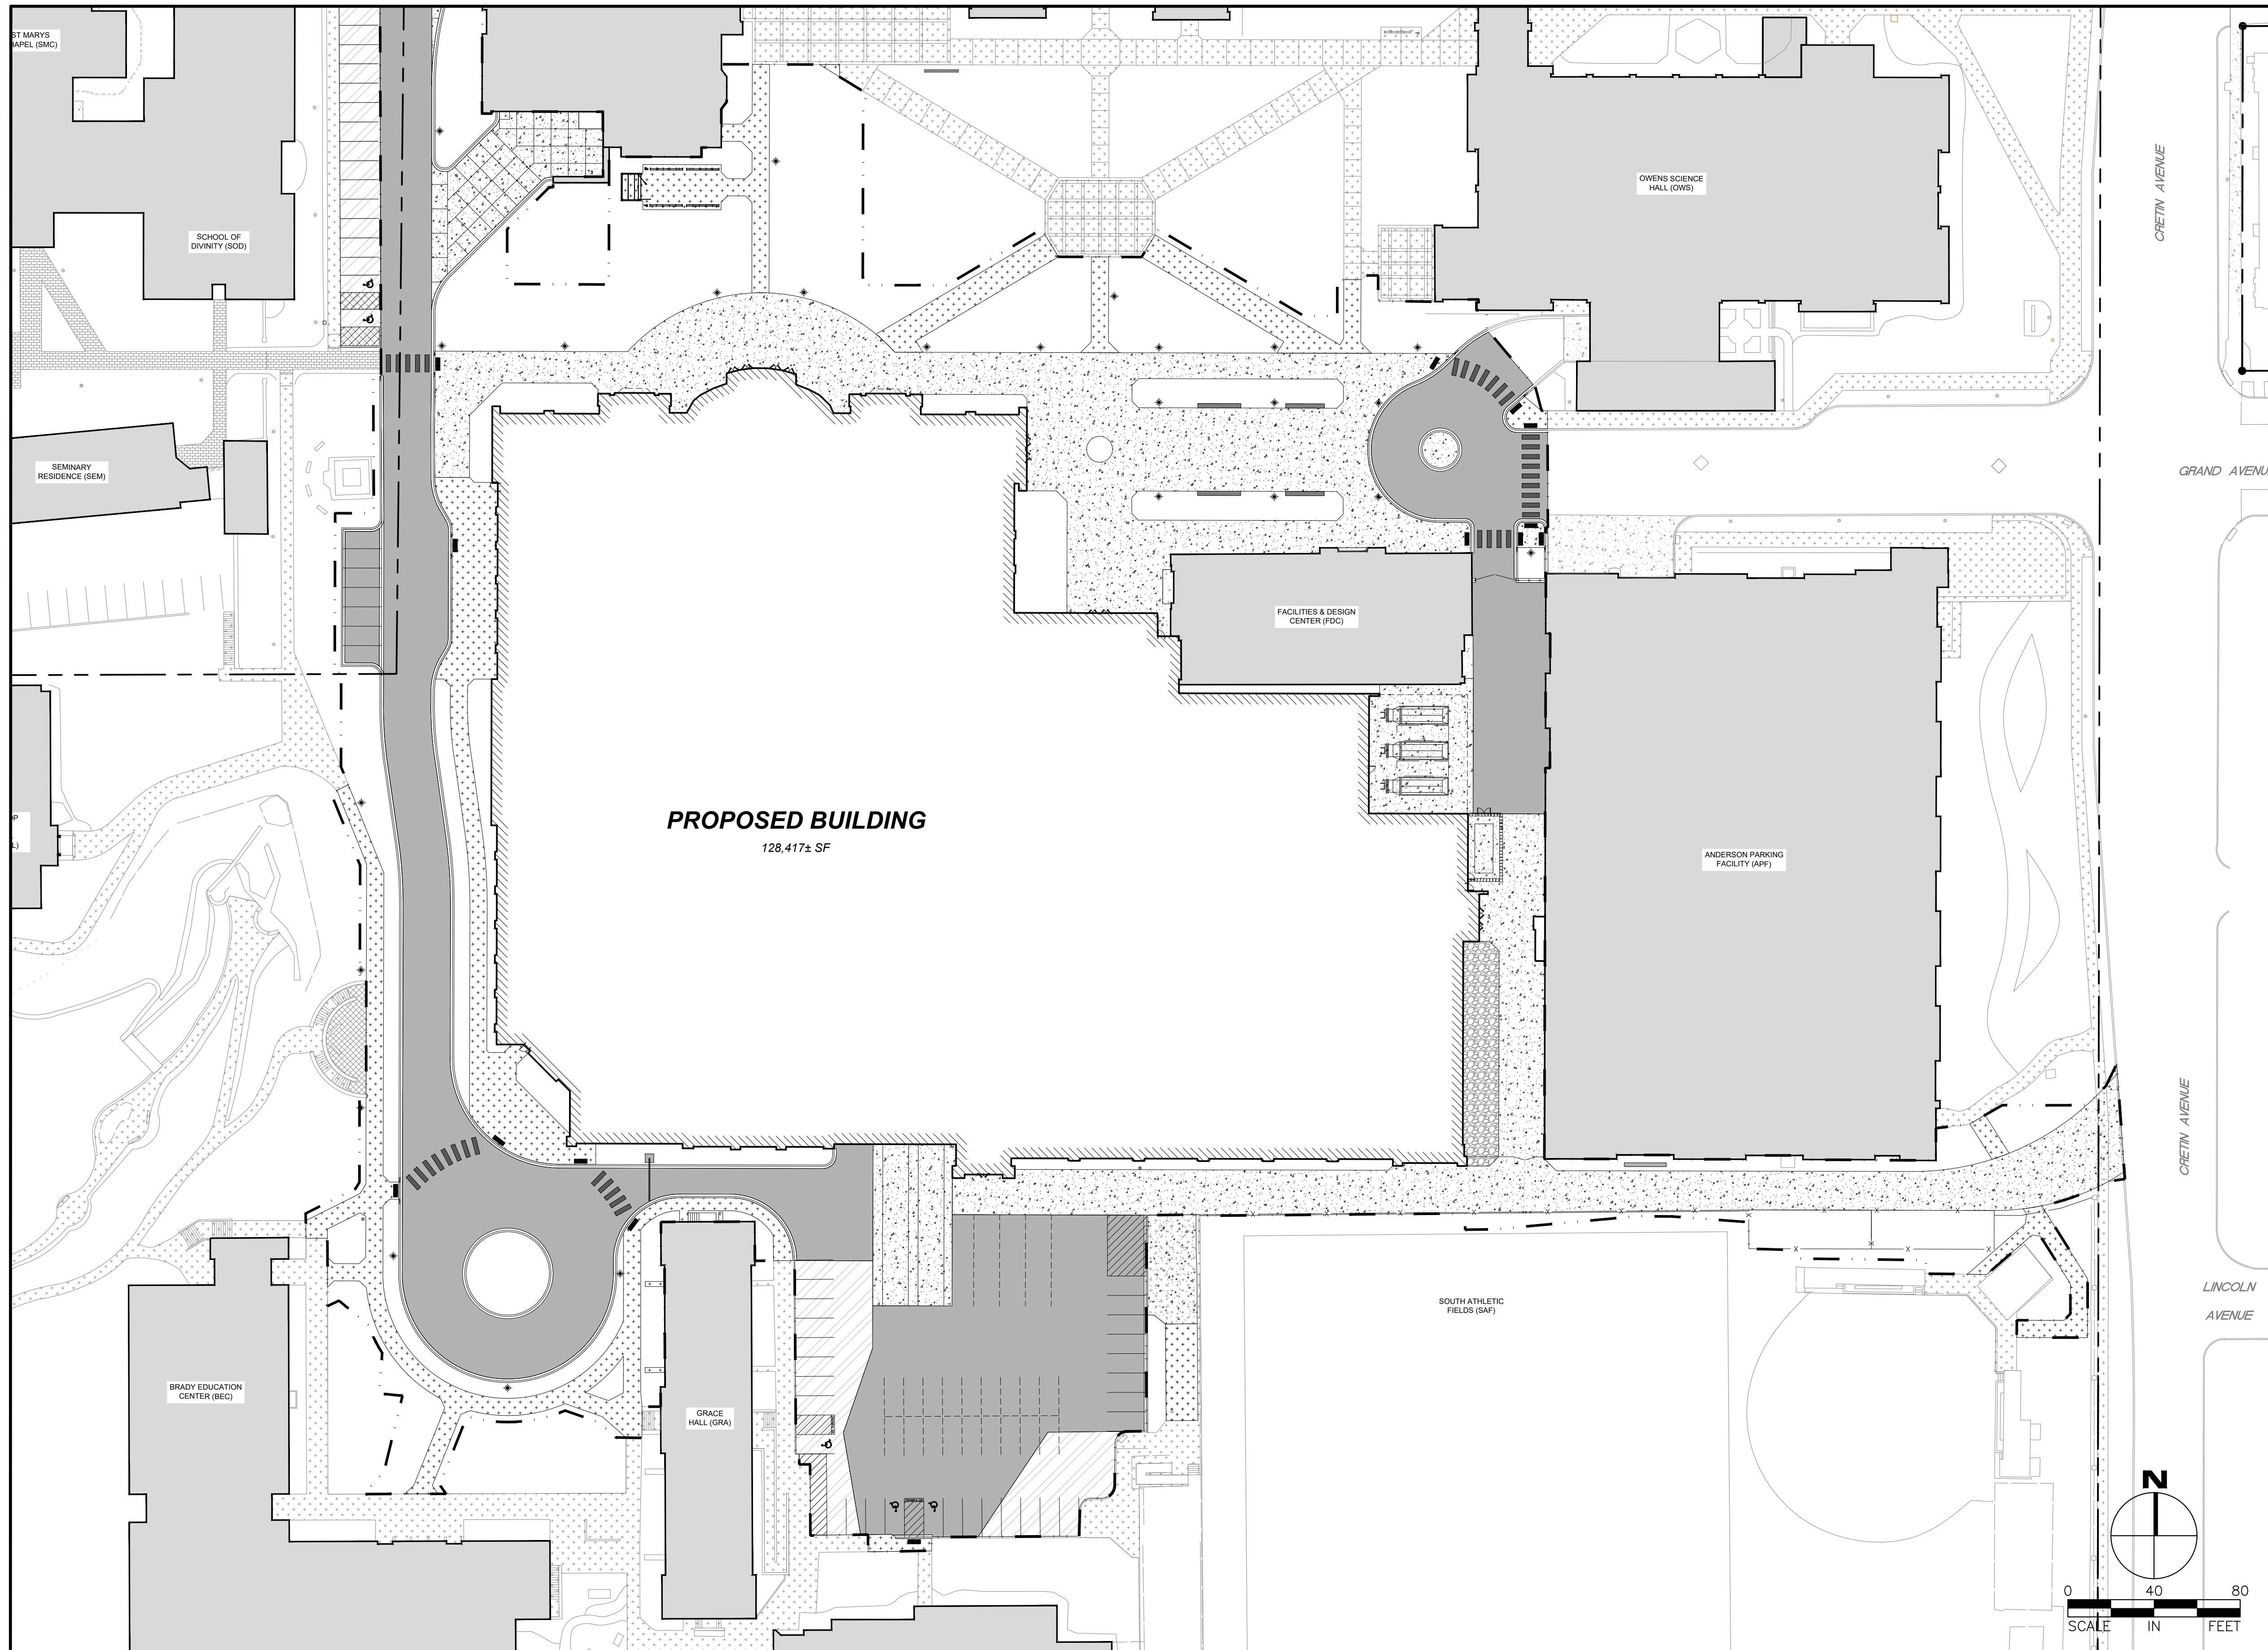 ST MARYS
HAPEL (SMC)
SCHOOL OF
DIVINITY (SOD)
OWENS SCIENCE
HALL (OWS)
CRETIN AVENUE
SEMINARY
RESIDENCE (SEM)
GRAND AVENU
FACILITIES & DESIGN
CENTER (FDC)
PROPOSED BUILDING
128,417± SF
OP
L)
ANDERSON PARKING
FACILITY (APF)
CRETIN AVENUE
SOUTH ATHLETIC
FIELDS (SAF)
LINCOLN
AVENUE
BRADY EDUCATION
CENTER (BEC)
GRACE
HALL (GRA)
N
0 40 80
SCALE IN FEET